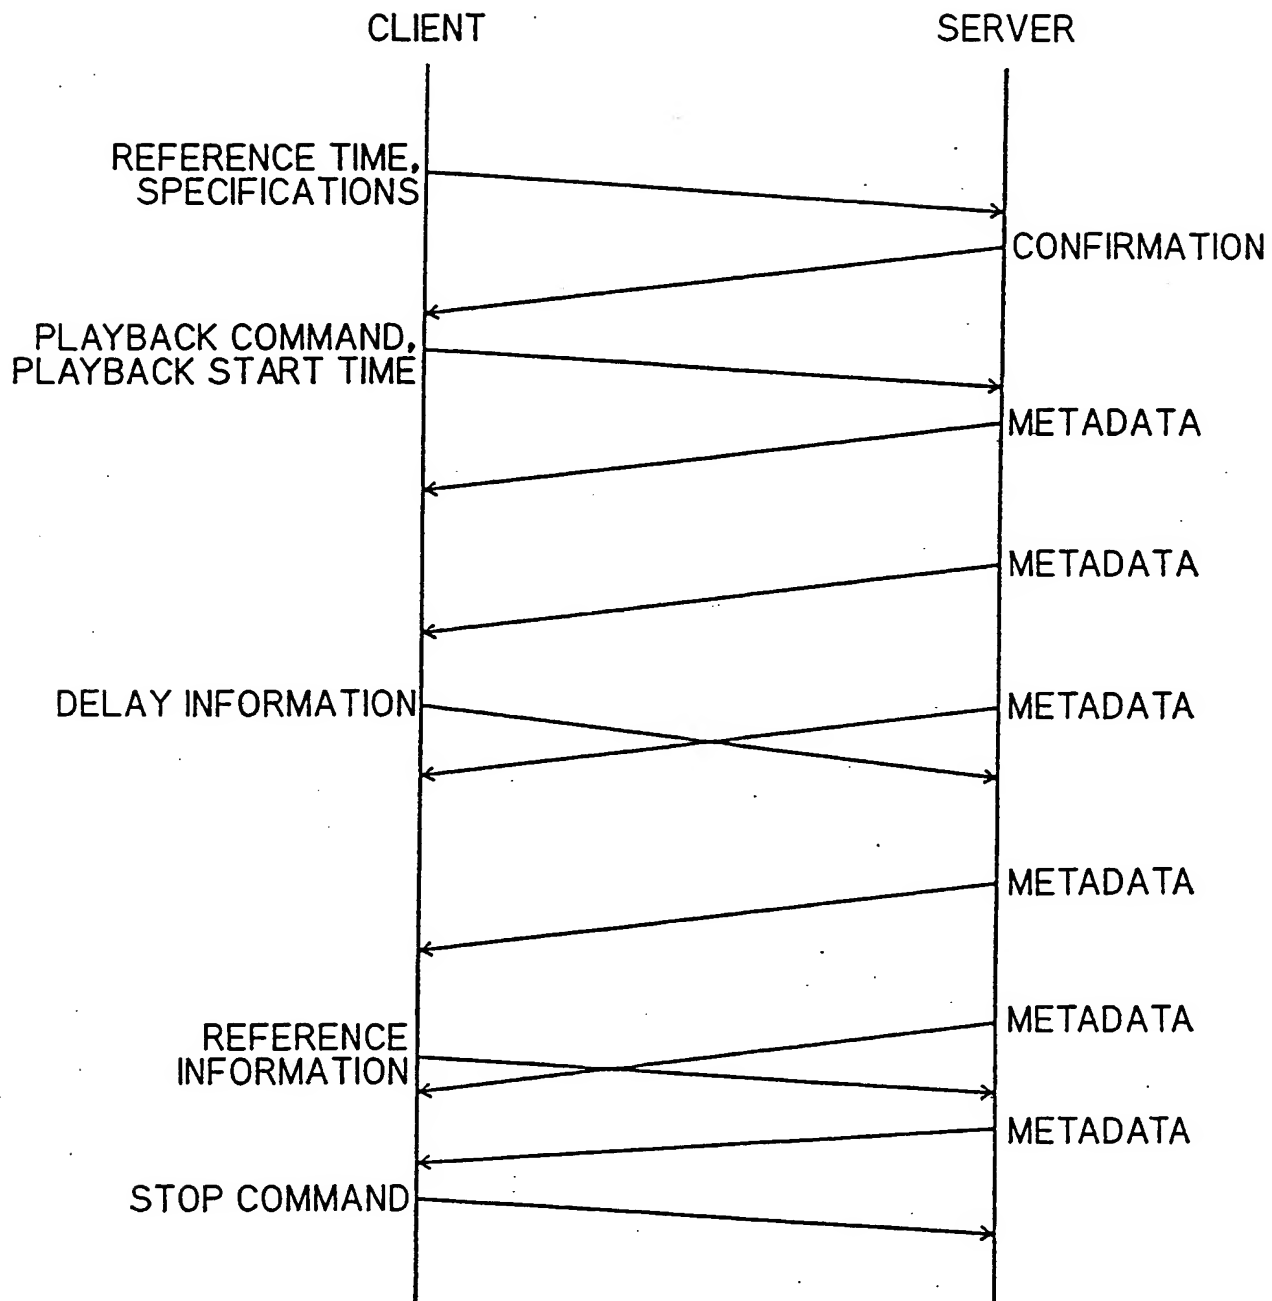 CLIENT
SERVER
REFERENCE TIME,
SPECIFICATIONS
CONFIRMATION
PLAYBACK COMMAND,
PLAYBACK START TIME
METADATA
METADATA
DELAY INFORMATION
METADATA
METADATA
METADATA
REFERENCE
INFORMATION
METADATA
STOP COMMAND